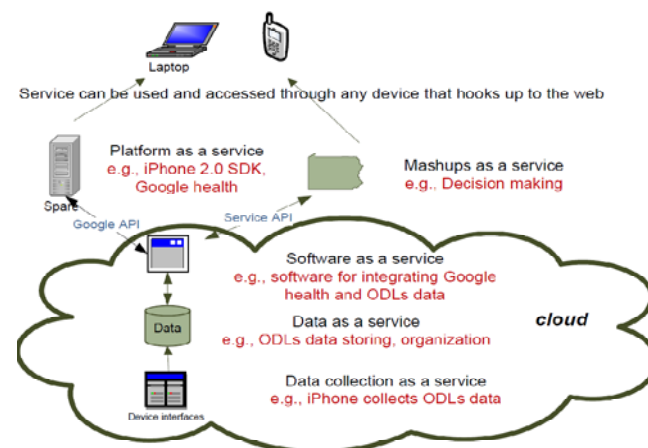 Laptop
Service can be used and accessed through any device that hooks up to the web
Platform as a service
e.g., iPhone 2.0 SDK,
Google health
Mashups as a service
e.g., Decision making
Spare
Google API
Service API
Software as a service
e.g., software for integrating Google
health and ODLs data
cloud
Data
Data as a service
e.g., ODLs data storing, organization
Data collection as a service
e.g., iPhone collects ODLs data
Device interfaces